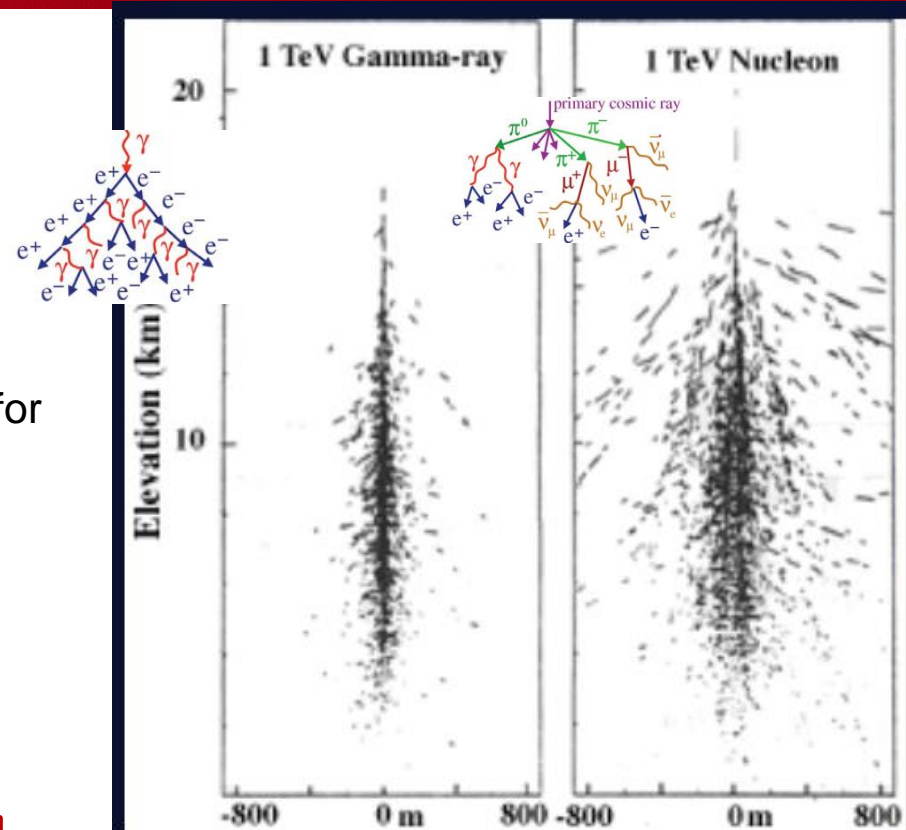 1 TeV Gamma-ray
1 TeV Nucleon
20
primary cosmic ray
π⁰
π⁻
π⁺
γ
γ
μ⁺
μ⁻
ν̄μ
e⁻
e⁺
e⁺
e⁻
ν̄μ
e⁺
νe
νμ
νμ
e⁻
ν̄e
γ
e⁺
e⁻
e⁺
γ
e⁻
e⁺
γ
γ
e⁻
e⁺
γ
γ
e⁻
e⁺
γ
γ
e⁻
e⁻
e⁺
e⁻
e⁺
Elevation (km)
for
10
-800
0 m
800
-800
0 m
800